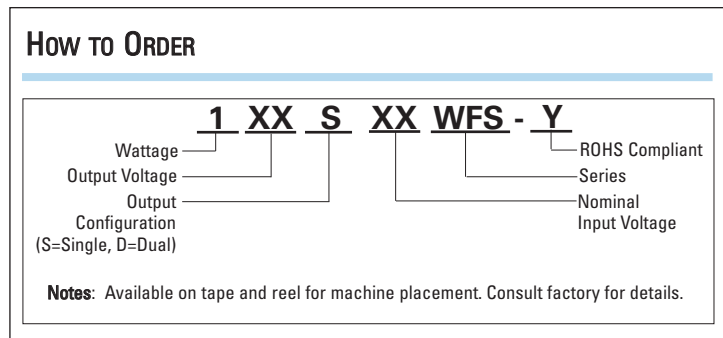 HOW TO ORDER
1 XX S XX WFS - Y
Wattage
Output Voltage
Output
Configuration
(S=Single, D=Dual)
ROHS Compliant
Series
Nominal
Input Voltage
Notes: Available on tape and reel for machine placement. Consult factory for details.